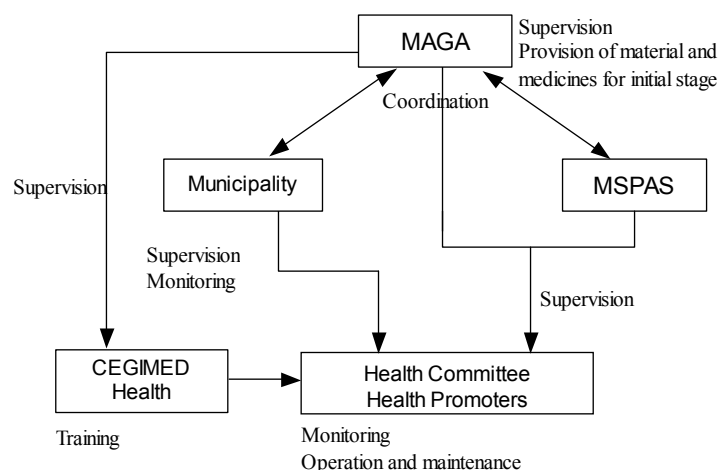 MAGA
Supervision
Provision of material and
medicines for initial stage
Coordination
Supervision
Municipality
MSPAS
Supervision
Monitoring
Supervision
CEGIMED
Health
Health Committee
Health Promoters
Training
Monitoring
Operation and maintenance